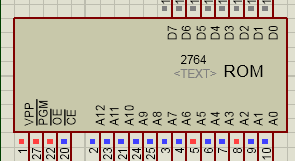 D7 D6 D5 D4 D3 D2 D1 D0
2764
<TEXT> ROM
VPP PGM OE CE A12 A11 A10 A9 A8 A7 A6 A5 A4 A3 A2 A1 A0
1 27 22 20 2 23 21 24 25 3 4 5 6 7 8 9 10